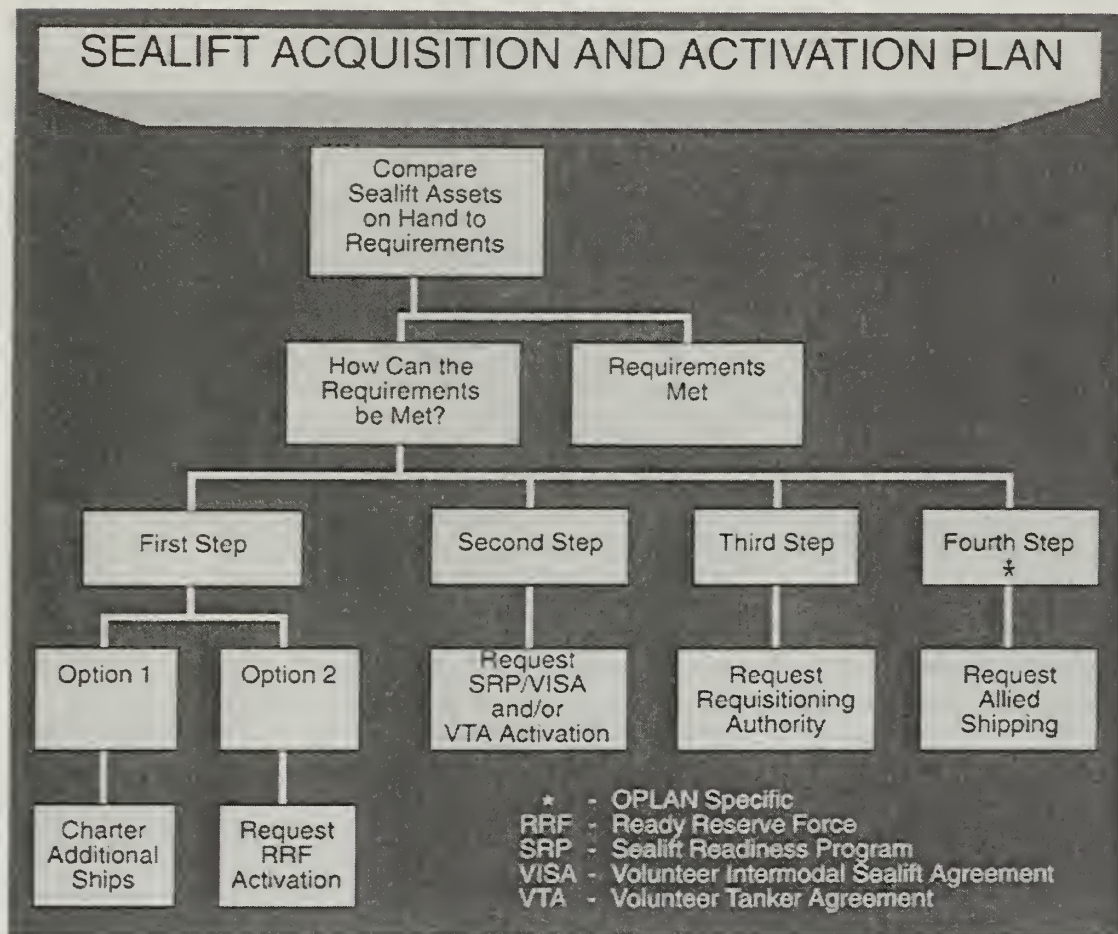 SEALIFT ACQUISITION AND ACTIVATION PLAN
Compare
Sealift Assets
on Hand to
Requirements
How Can the
Requirements
be Met?
Requirements
Met
First Step
Second Step
Third Step
Fourth Step
*
Option 1
Option 2
Request
SRP/VISA
and/or
VTA Activation
Request
Requisitioning
Authority
Request
Allied
Shipping
Charter
Additional
Ships
Request
RRF
Activation
* - OPLAN Specific
RRF - Ready Reserve Force
SRP - Sealift Readiness Program
VISA - Volunteer Intermodal Sealift Agreement
VTA - Volunteer Tanker Agreement